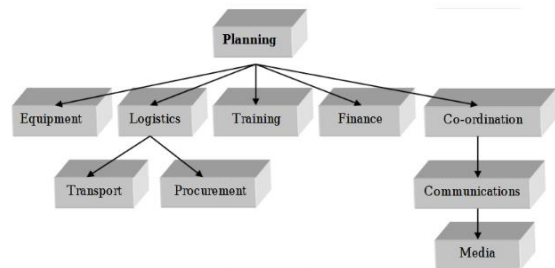 Planning
Equipment
Logistics
Training
Finance
Co-ordination
Transport
Procurement
Communications
Media